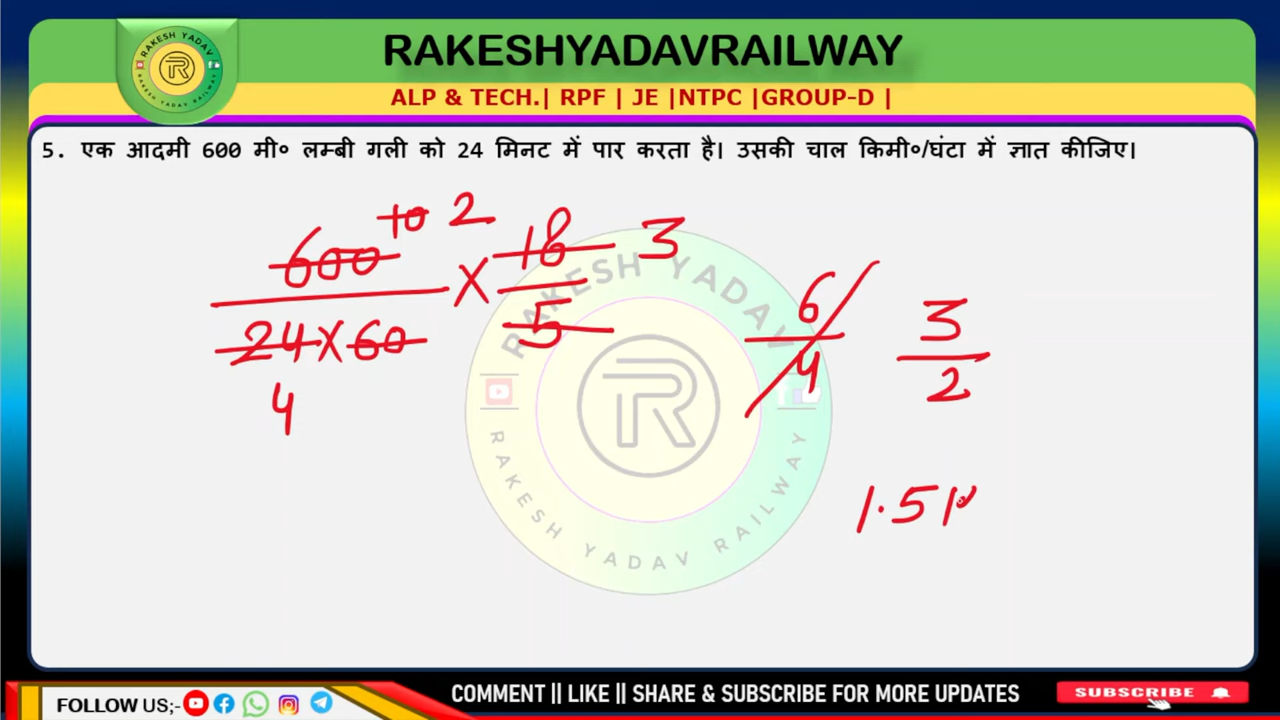 RAKESH YADAV
RAKESH YADAV RAILWAY
RAKESHYADAVRAILWAY
ALP & TECH.| RPF | JE |NTPC |GROUP-D |
5. एक आदमी 600 मी० लम्बी गली को 24 मिनट में पार करता है। उसकी चाल किमी०/घंटा में ज्ञात कीजिए।
10 2
600 × 18 3
24×60 5
4
6 3
4 2
1.5
RAKESH YADAV
RAKESH YADAV RAILWAY
FOLLOW US;-
COMMENT || LIKE || SHARE & SUBSCRIBE FOR MORE UPDATES
SUBSCRIBE